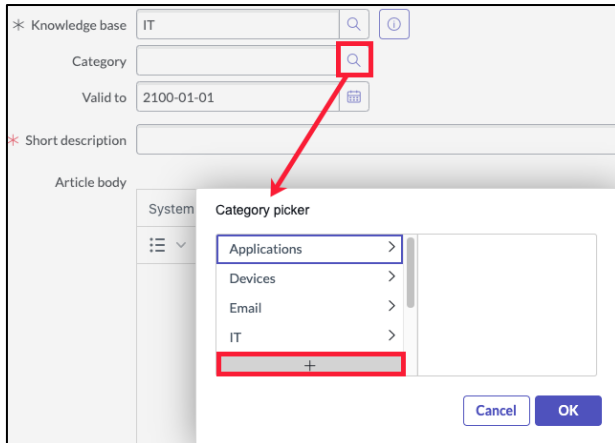 * Knowledge base IT
Category
Valid to 2100-01-01
* Short description
Article body
System
Category picker
Applications
Devices
Email
IT
+
Cancel OK